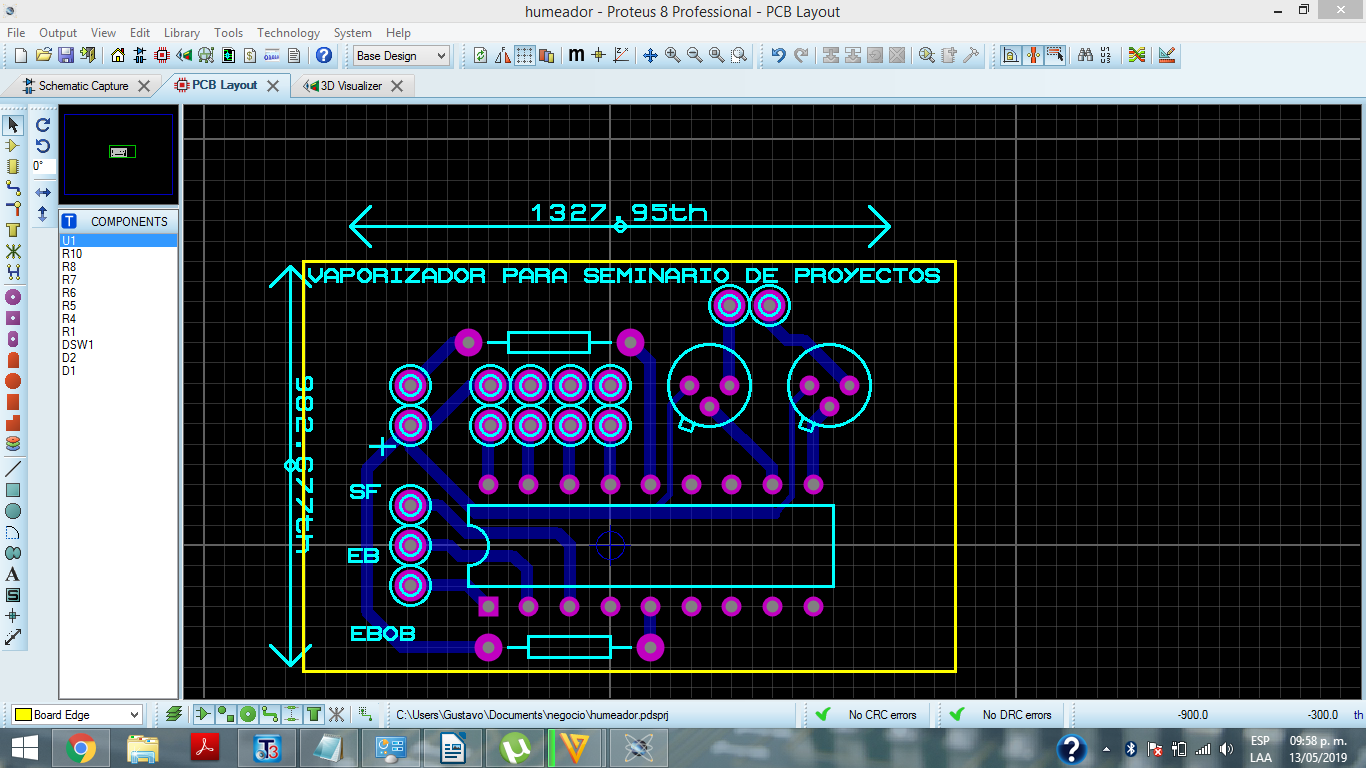 humeador - Proteus 8 Professional - PCB Layout
File Output View Edit Library Tools Technology System Help
Base Design
Schematic Capture PCB Layout 3D Visualizer
0°
COMPONENTS
U1
R10
R8
R7
R6
R5
R4
R1
DSW1
D2
D1
1327.95th
VAPORIZADOR PARA SEMINARIO DE PROYECTOS
SF
EB
EBOB
Board Edge
C:\Users\Gustavo\Documents\negocio\humeador.pdsprj
No CRC errors
No DRC errors
-900.0
-300.0 th
ESP
LAA
09:58 p. m.
13/05/2019